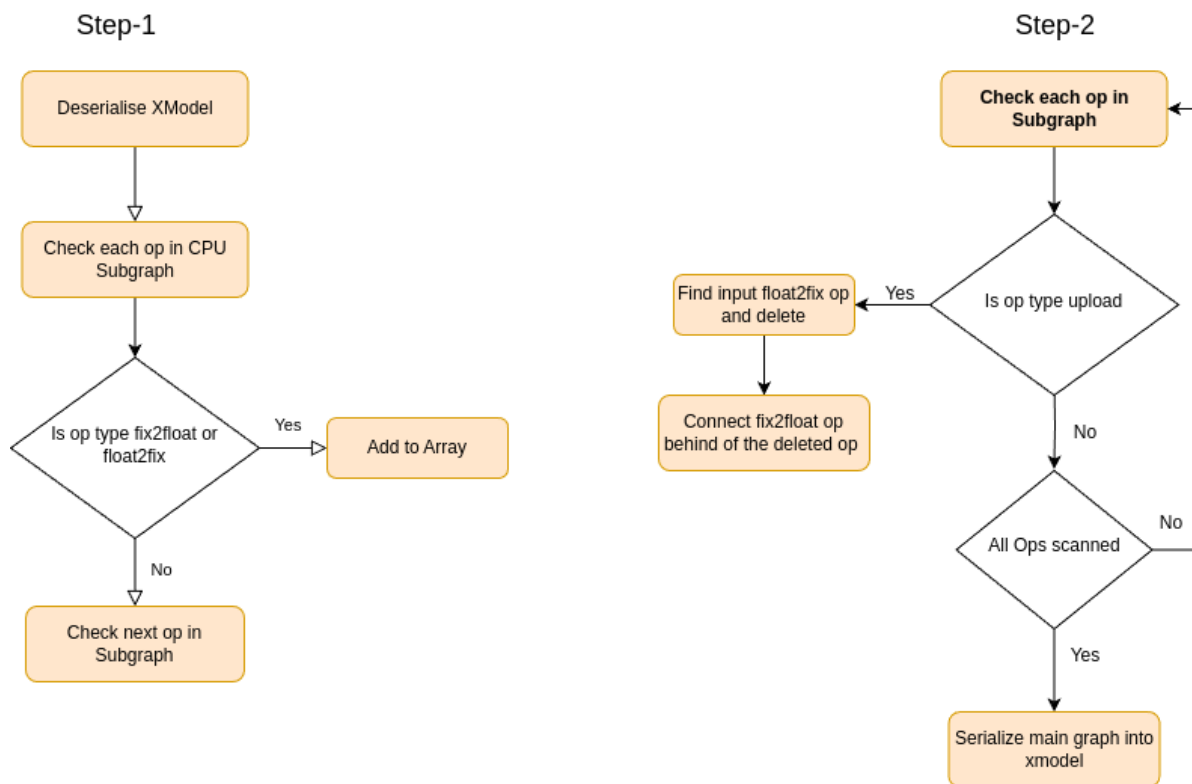 Step-1
Deserialise XModel
Check each op in CPU
Subgraph
Is op type fix2float or
float2fix
Yes
Add to Array
No
Check next op in
Subgraph
Step-2
Check each op in
Subgraph
Is op type upload
Yes
Find input float2fix op
and delete
Connect fix2float op
behind of the deleted op
No
All Ops scanned
No
Yes
Serialize main graph into
xmodel